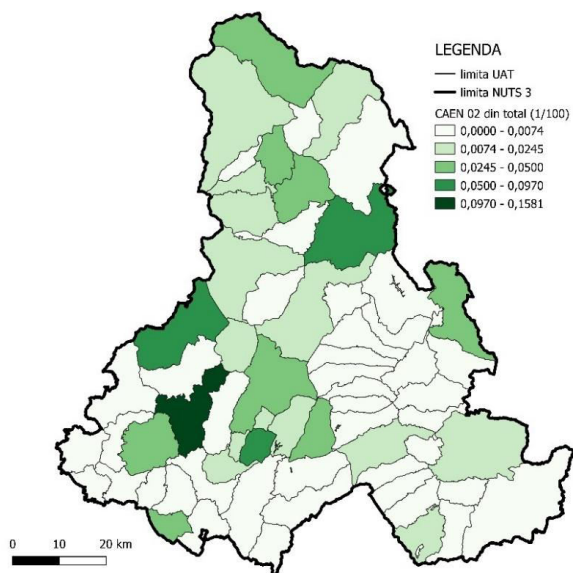 LEGENDA
limita UAT
limita NUTS 3
CAEN 02 din total (1/100)
0,0000 - 0,0074
0,0074 - 0,0245
0,0245 - 0,0500
0,0500 - 0,0970
0,0970 - 0,1581
0 10 20 km